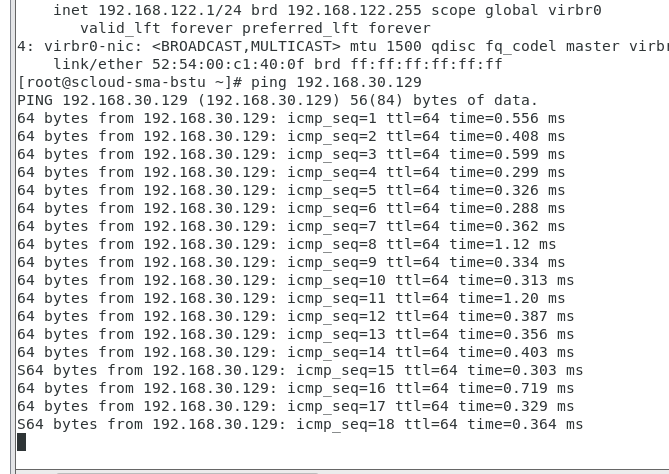 inet 192.168.122.1/24 brd 192.168.122.255 scope global virbr0
valid_lft forever preferred_lft forever
4: virbr0-nic: <BROADCAST,MULTICAST> mtu 1500 qdisc fq_codel master virbr
link/ether 52:54:00:c1:40:0f brd ff:ff:ff:ff:ff:ff
[root@scloud-sma-bstu ~]# ping 192.168.30.129
PING 192.168.30.129 (192.168.30.129) 56(84) bytes of data.
64 bytes from 192.168.30.129: icmp_seq=1 ttl=64 time=0.556 ms
64 bytes from 192.168.30.129: icmp_seq=2 ttl=64 time=0.408 ms
64 bytes from 192.168.30.129: icmp_seq=3 ttl=64 time=0.599 ms
64 bytes from 192.168.30.129: icmp_seq=4 ttl=64 time=0.299 ms
64 bytes from 192.168.30.129: icmp_seq=5 ttl=64 time=0.326 ms
64 bytes from 192.168.30.129: icmp_seq=6 ttl=64 time=0.288 ms
64 bytes from 192.168.30.129: icmp_seq=7 ttl=64 time=0.362 ms
64 bytes from 192.168.30.129: icmp_seq=8 ttl=64 time=1.12 ms
64 bytes from 192.168.30.129: icmp_seq=9 ttl=64 time=0.334 ms
64 bytes from 192.168.30.129: icmp_seq=10 ttl=64 time=0.313 ms
64 bytes from 192.168.30.129: icmp_seq=11 ttl=64 time=1.20 ms
64 bytes from 192.168.30.129: icmp_seq=12 ttl=64 time=0.387 ms
64 bytes from 192.168.30.129: icmp_seq=13 ttl=64 time=0.356 ms
64 bytes from 192.168.30.129: icmp_seq=14 ttl=64 time=0.403 ms
S64 bytes from 192.168.30.129: icmp_seq=15 ttl=64 time=0.303 ms
64 bytes from 192.168.30.129: icmp_seq=16 ttl=64 time=0.719 ms
64 bytes from 192.168.30.129: icmp_seq=17 ttl=64 time=0.329 ms
S64 bytes from 192.168.30.129: icmp_seq=18 ttl=64 time=0.364 ms